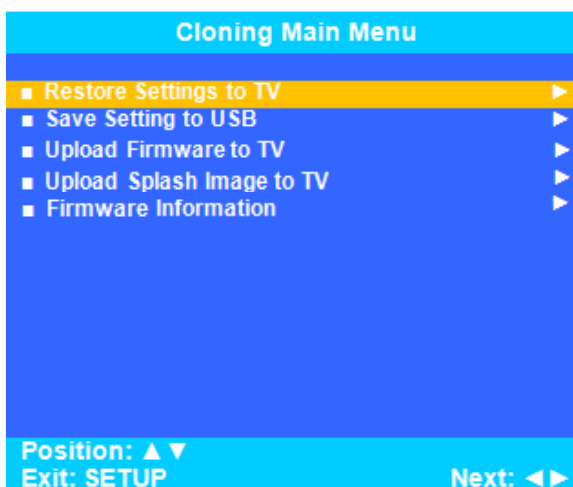 Cloning Main Menu
■ Restore Settings to TV ▶
■ Save Setting to USB ▶
■ Upload Firmware to TV ▶
■ Upload Splash Image to TV ▶
■ Firmware Information ▶
Position: ▲ ▼
Exit: SETUP Next: ◀ ▶